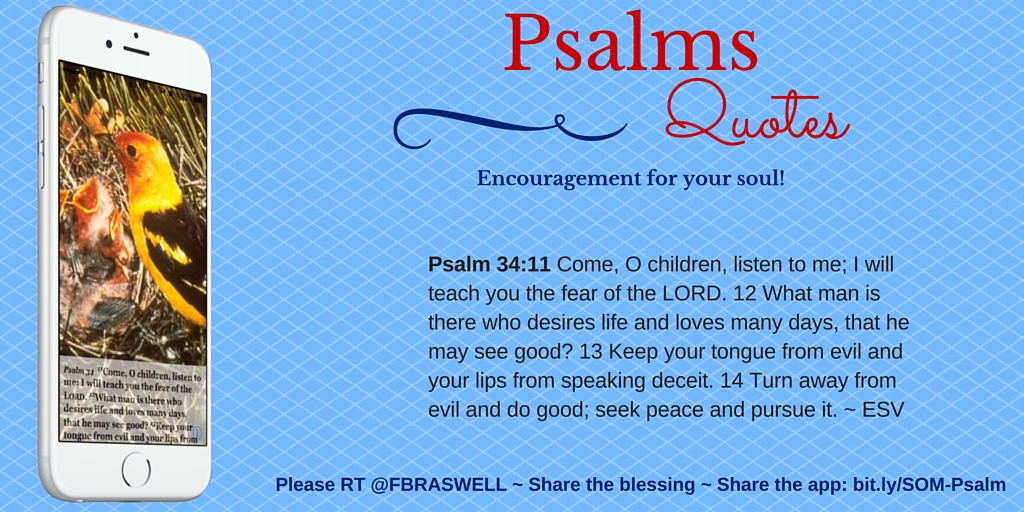 Psalms
Quotes
Encouragement for your soul!
Psalm 34:11 Come, O children, listen to me; I will
teach you the fear of the LORD. 12 What man is
there who desires life and loves many days, that he
may see good? 13 Keep your tongue from evil and
your lips from speaking deceit. 14 Turn away from
evil and do good; seek peace and pursue it. ~ ESV
Psalm 34 11Come, O children, listen to
me; I will teach you the fear of the
LORD. 12What man is there who
desires life and loves many days,
that he may see good? 13Keep your
tongue from evil and your lips from
Please RT @FBRASWELL ~ Share the blessing ~ Share the app: bit.ly/SOM-Psalm